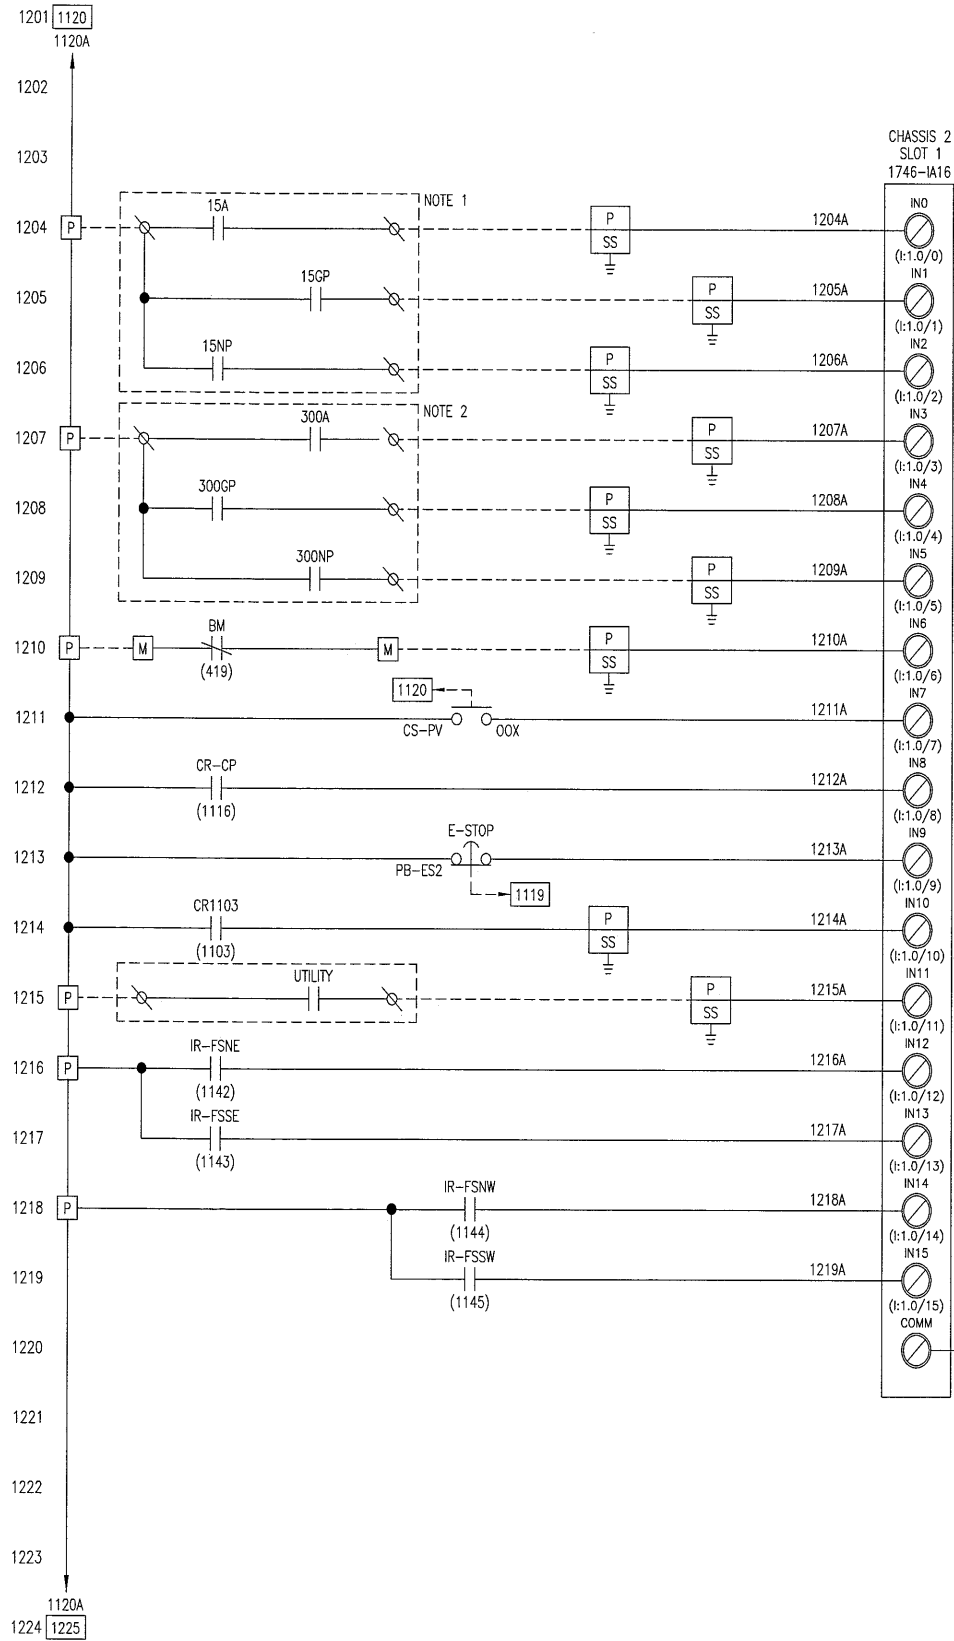 1201 1120
1120A
1202
1203
CHASSIS 2
SLOT 1
1746-IA16
NOTE 1
15A
IN0
1204 P P SS 1204A
(I:1.0/0)
IN1
15GP
1205 P SS 1205A
(I:1.0/1)
IN2
15NP
1206 P SS 1206A
(I:1.0/2)
IN3
NOTE 2
300A
1207 P P SS 1207A
(I:1.0/3)
IN4
300GP
1208 P SS 1208A
(I:1.0/4)
IN5
300NP
1209 P SS 1209A
(I:1.0/5)
IN6
BM
1210 P M M P SS 1210A
(419)
(I:1.0/6)
IN7
1120
1211 CS-PV OOX 1211A
(I:1.0/7)
IN8
CR-CP
1212 1212A
(1116)
(I:1.0/8)
IN9
E-STOP
1213 PB-ES2 1213A
1119
(I:1.0/9)
IN10
CR1103
1214 P SS 1214A
(1103)
(I:1.0/10)
IN11
UTILITY
1215 P P SS 1215A
(I:1.0/11)
IN12
IR-FSNE
1216 P 1216A
(1142)
(I:1.0/12)
IN13
IR-FSSE
1217 1217A
(1143)
(I:1.0/13)
IN14
IR-FSNW
1218 P 1218A
(1144)
(I:1.0/14)
IN15
IR-FSSW
1219 1219A
(1145)
(I:1.0/15)
COMM
1220
1221
1222
1223
1120A
1224 1225